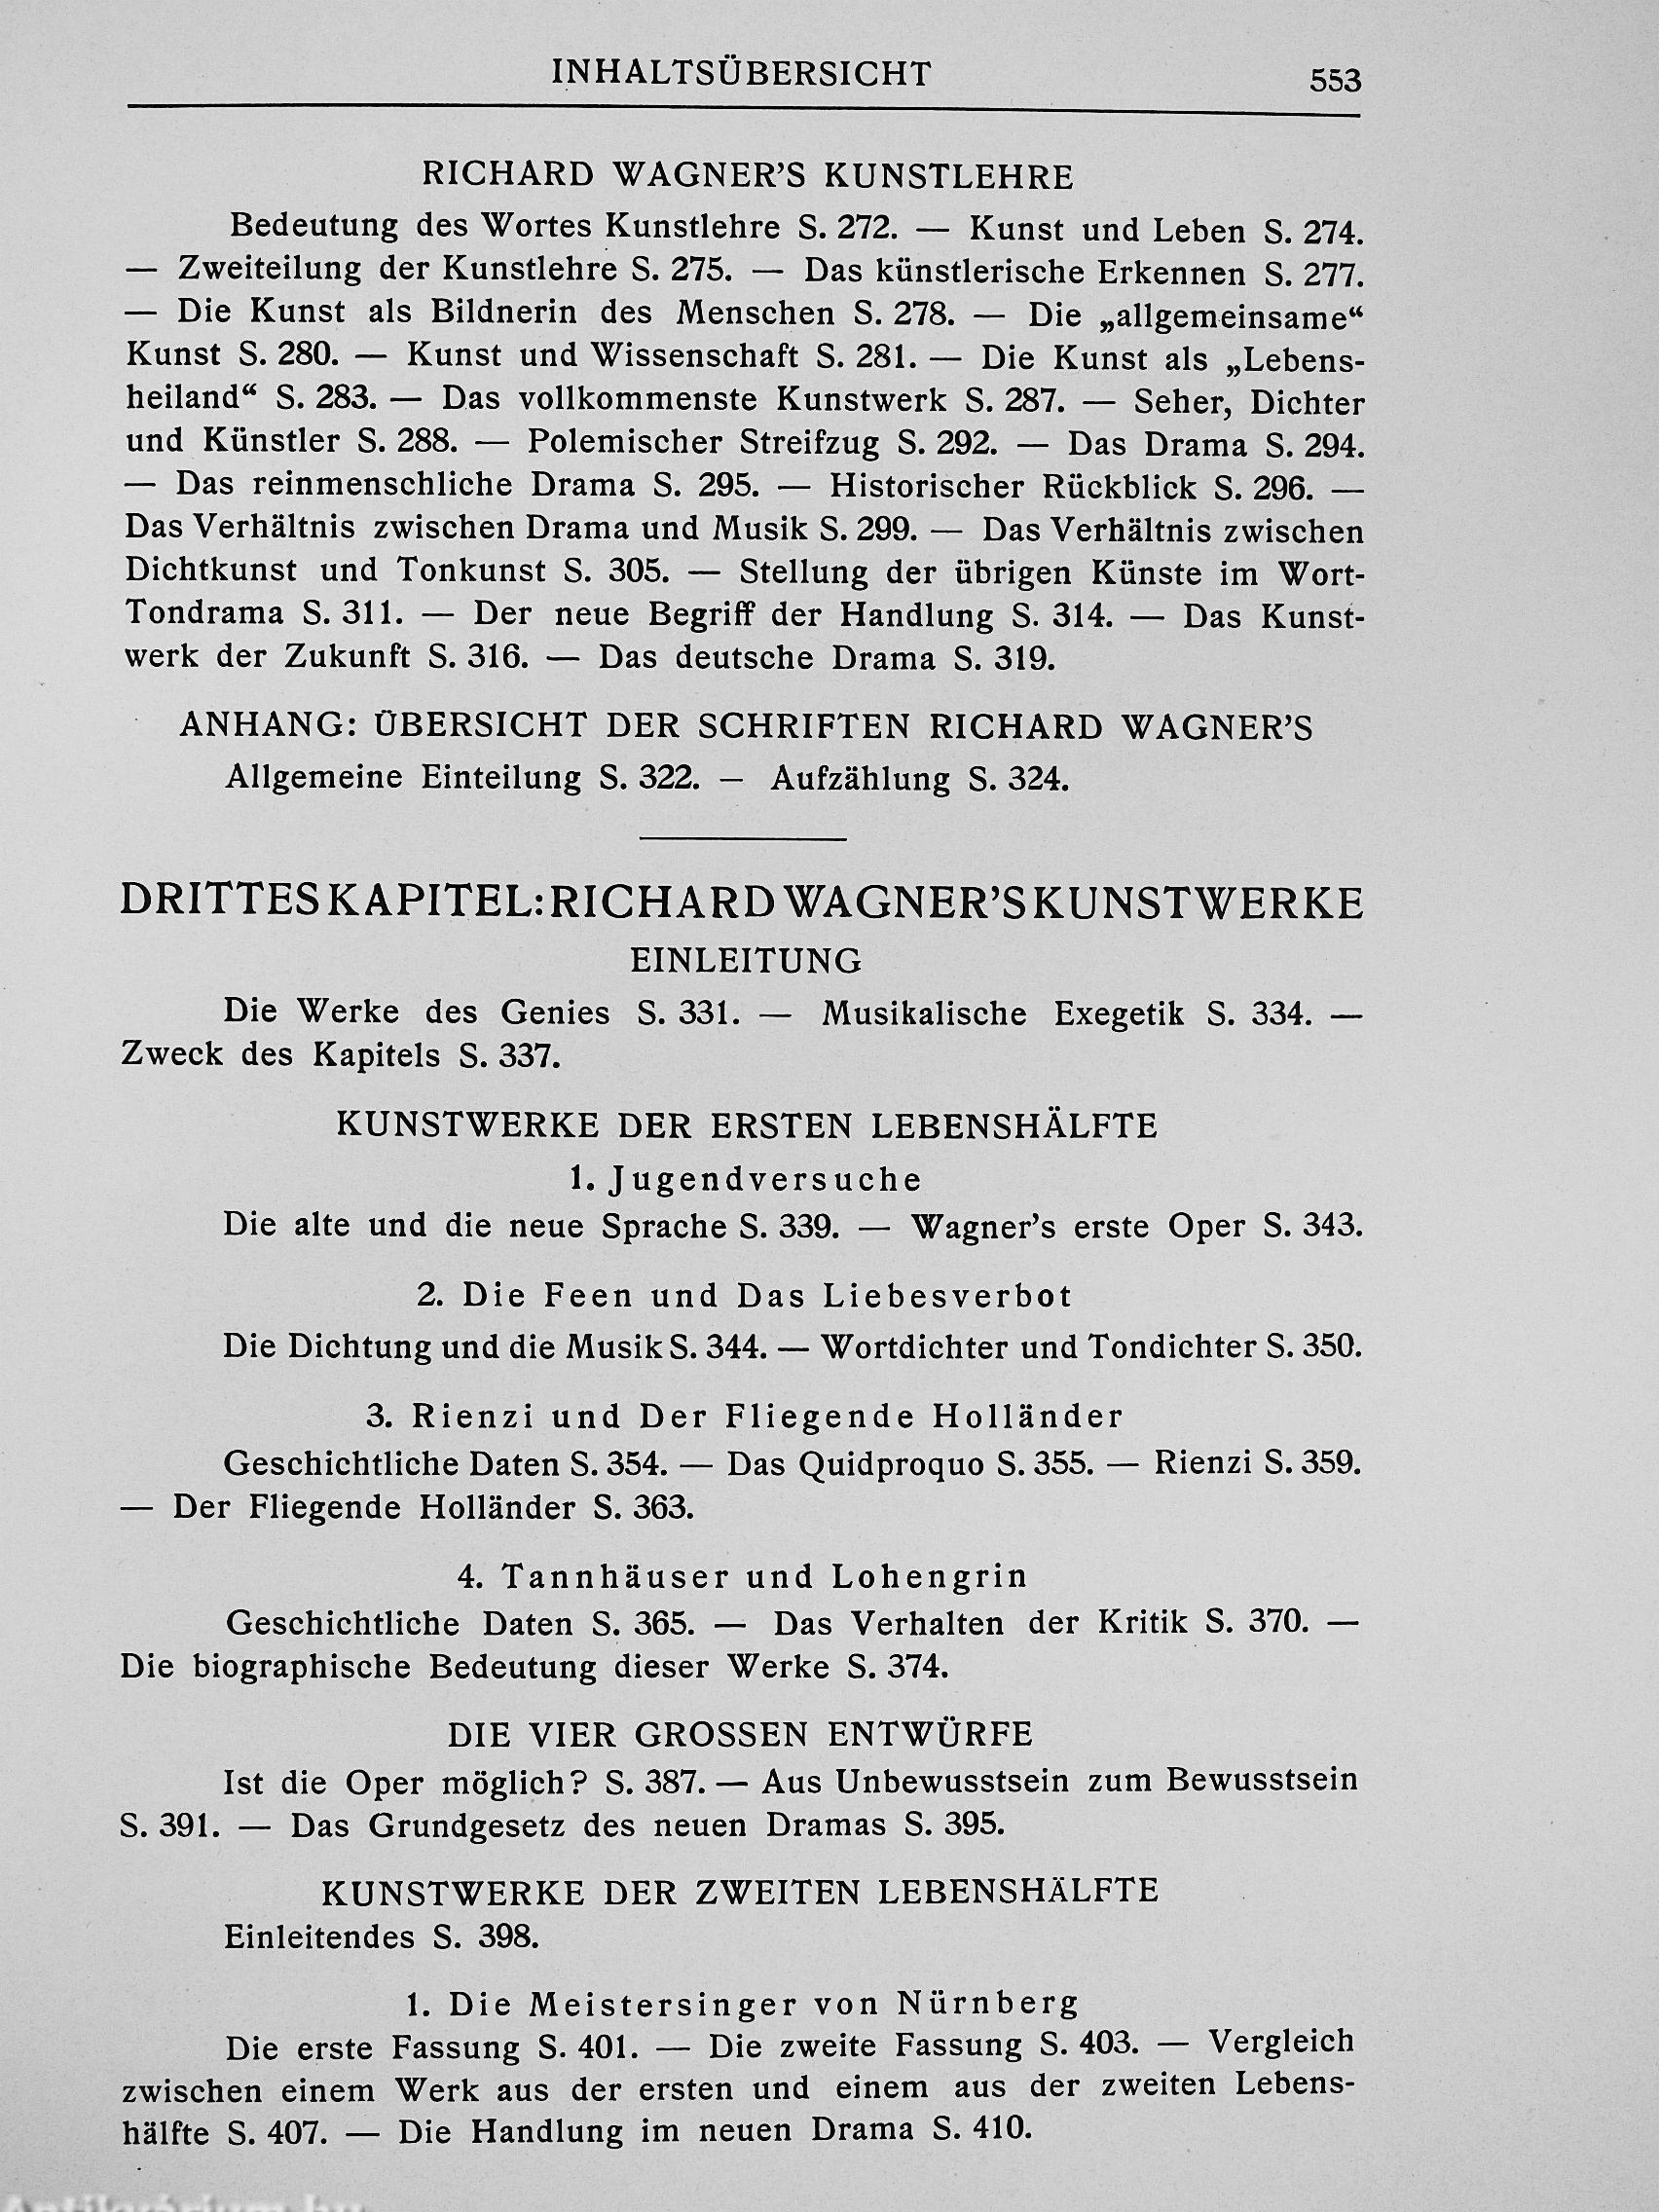 INHALTSÜBERSICHT 553
RICHARD WAGNER'S KUNSTLEHRE
Bedeutung des Wortes Kunstlehre S. 272. — Kunst und Leben S. 274.
— Zweiteilung der Kunstlehre S. 275. — Das künstlerische Erkennen S. 277.
— Die Kunst als Bildnerin des Menschen S. 278. — Die „allgemeinsame“
Kunst S. 280. — Kunst und Wissenschaft S. 281. — Die Kunst als „Lebens-
heiland“ S. 283. — Das vollkommenste Kunstwerk S. 287. — Seher, Dichter
und Künstler S. 288. — Polemischer Streifzug S. 292. — Das Drama S. 294.
— Das reinmenschliche Drama S. 295. — Historischer Rückblick S. 296. —
Das Verhältnis zwischen Drama und Musik S. 299. — Das Verhältnis zwischen
Dichtkunst und Tonkunst S. 305. — Stellung der übrigen Künste im Wort-
Tondrama S. 311. — Der neue Begriff der Handlung S. 314. — Das Kunst-
werk der Zukunft S. 316. — Das deutsche Drama S. 319.
ANHANG: ÜBERSICHT DER SCHRIFTEN RICHARD WAGNER'S
Allgemeine Einteilung S. 322. — Aufzählung S. 324.
DRITTES KAPITEL: RICHARD WAGNER'S KUNSTWERKE
EINLEITUNG
Die Werke des Genies S. 331. — Musikalische Exegetik S. 334. —
Zweck des Kapitels S. 337.
KUNSTWERKE DER ERSTEN LEBENSHÄLFTE
1. Jugendversuche
Die alte und die neue Sprache S. 339. — Wagner's erste Oper S. 343.
2. Die Feen und Das Liebesverbot
Die Dichtung und die Musik S. 344. — Wortdichter und Tondichter S. 350.
3. Rienzi und Der Fliegende Holländer
Geschichtliche Daten S. 354. — Das Quidproquo S. 355. — Rienzi S. 359.
— Der Fliegende Holländer S. 363.
4. Tannhäuser und Lohengrin
Geschichtliche Daten S. 365. — Das Verhalten der Kritik S. 370. —
Die biographische Bedeutung dieser Werke S. 374.
DIE VIER GROSSEN ENTWÜRFE
Ist die Oper möglich? S. 387. — Aus Unbewusstsein zum Bewusstsein
S. 391. — Das Grundgesetz des neuen Dramas S. 395.
KUNSTWERKE DER ZWEITEN LEBENSHÄLFTE
Einleitendes S. 398.
1. Die Meistersinger von Nürnberg
Die erste Fassung S. 401. — Die zweite Fassung S. 403. — Vergleich
zwischen einem Werk aus der ersten und einem aus der zweiten Lebens-
hälfte S. 407. — Die Handlung im neuen Drama S. 410.